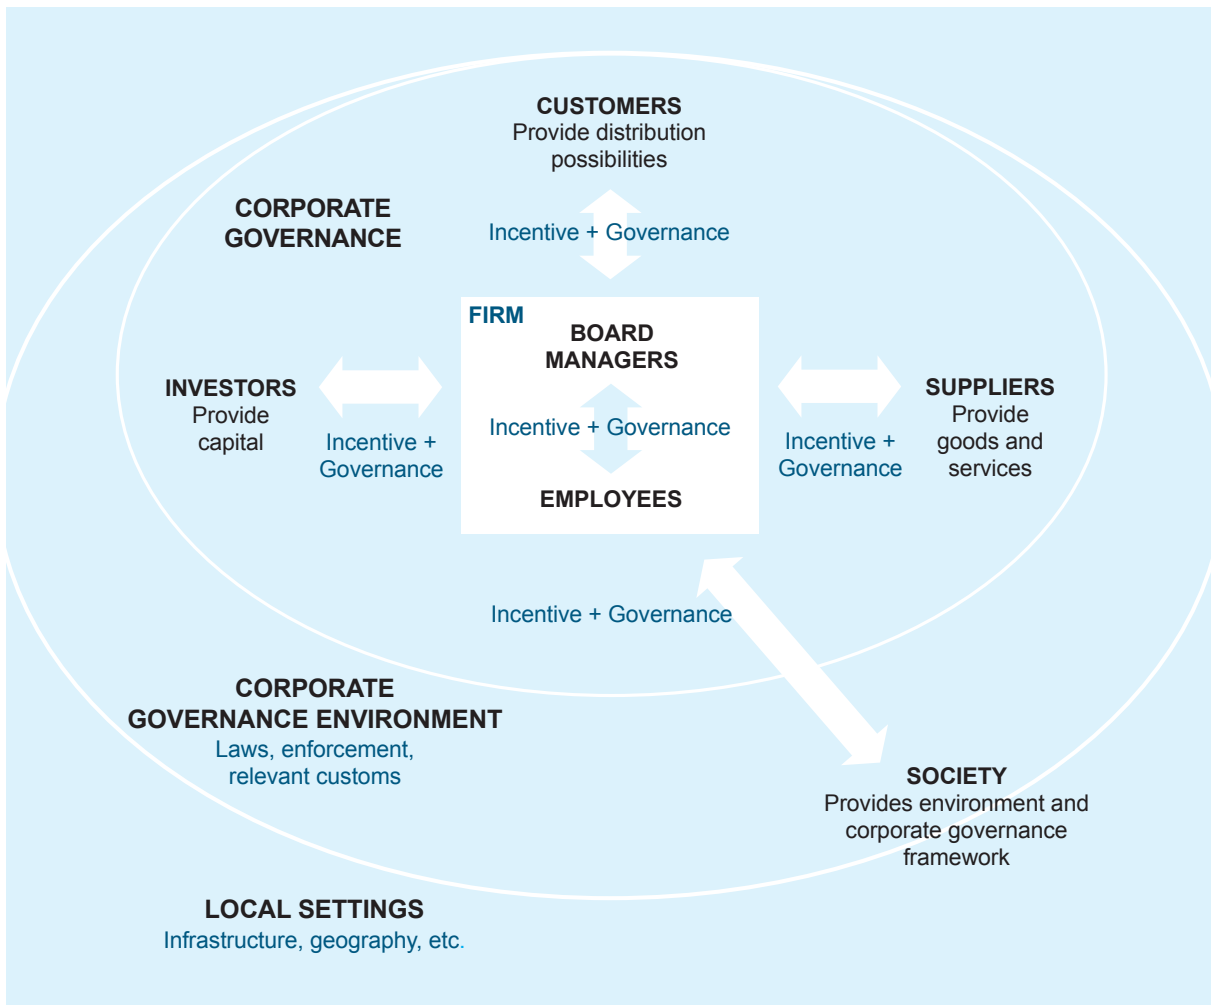 CUSTOMERS
Provide distribution
possibilities
CORPORATE
GOVERNANCE
Incentive + Governance
FIRM
BOARD
MANAGERS
Incentive + Governance
EMPLOYEES
INVESTORS
Provide
capital
Incentive +
Governance
Incentive +
Governance
SUPPLIERS
Provide
goods and
services
Incentive + Governance
CORPORATE
GOVERNANCE ENVIRONMENT
Laws, enforcement,
relevant customs
SOCIETY
Provides environment and
corporate governance
framework
LOCAL SETTINGS
Infrastructure, geography, etc.